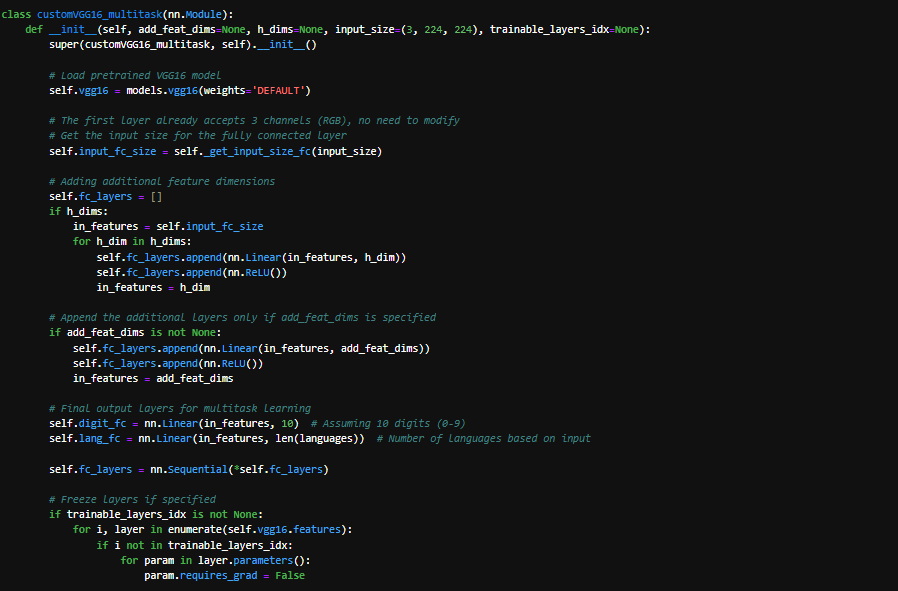 class customVGG16_multitask(nn.Module):
    def __init__(self, add_feat_dims=None, h_dims=None, input_size=(3, 224, 224), trainable_layers_idx=None):
        super(customVGG16_multitask, self).__init__()

        # Load pretrained VGG16 model
        self.vgg16 = models.vgg16(weights='DEFAULT')

        # The first layer already accepts 3 channels (RGB), no need to modify
        # Get the input size for the fully connected layer
        self.input_fc_size = self._get_input_size_fc(input_size)

        # Adding additional feature dimensions
        self.fc_layers = []
        if h_dims:
            in_features = self.input_fc_size
            for h_dim in h_dims:
                self.fc_layers.append(nn.Linear(in_features, h_dim))
                self.fc_layers.append(nn.ReLU())
                in_features = h_dim

        # Append the additional layers only if add_feat_dims is specified
        if add_feat_dims is not None:
            self.fc_layers.append(nn.Linear(in_features, add_feat_dims))
            self.fc_layers.append(nn.ReLU())
            in_features = add_feat_dims

        # Final output layers for multitask learning
        self.digit_fc = nn.Linear(in_features, 10)  # Assuming 10 digits (0-9)
        self.lang_fc = nn.Linear(in_features, len(languages))  # Number of languages based on input

        self.fc_layers = nn.Sequential(*self.fc_layers)

        # Freeze layers if specified
        if trainable_layers_idx is not None:
            for i, layer in enumerate(self.vgg16.features):
                if i not in trainable_layers_idx:
                    for param in layer.parameters():
                        param.requires_grad = False